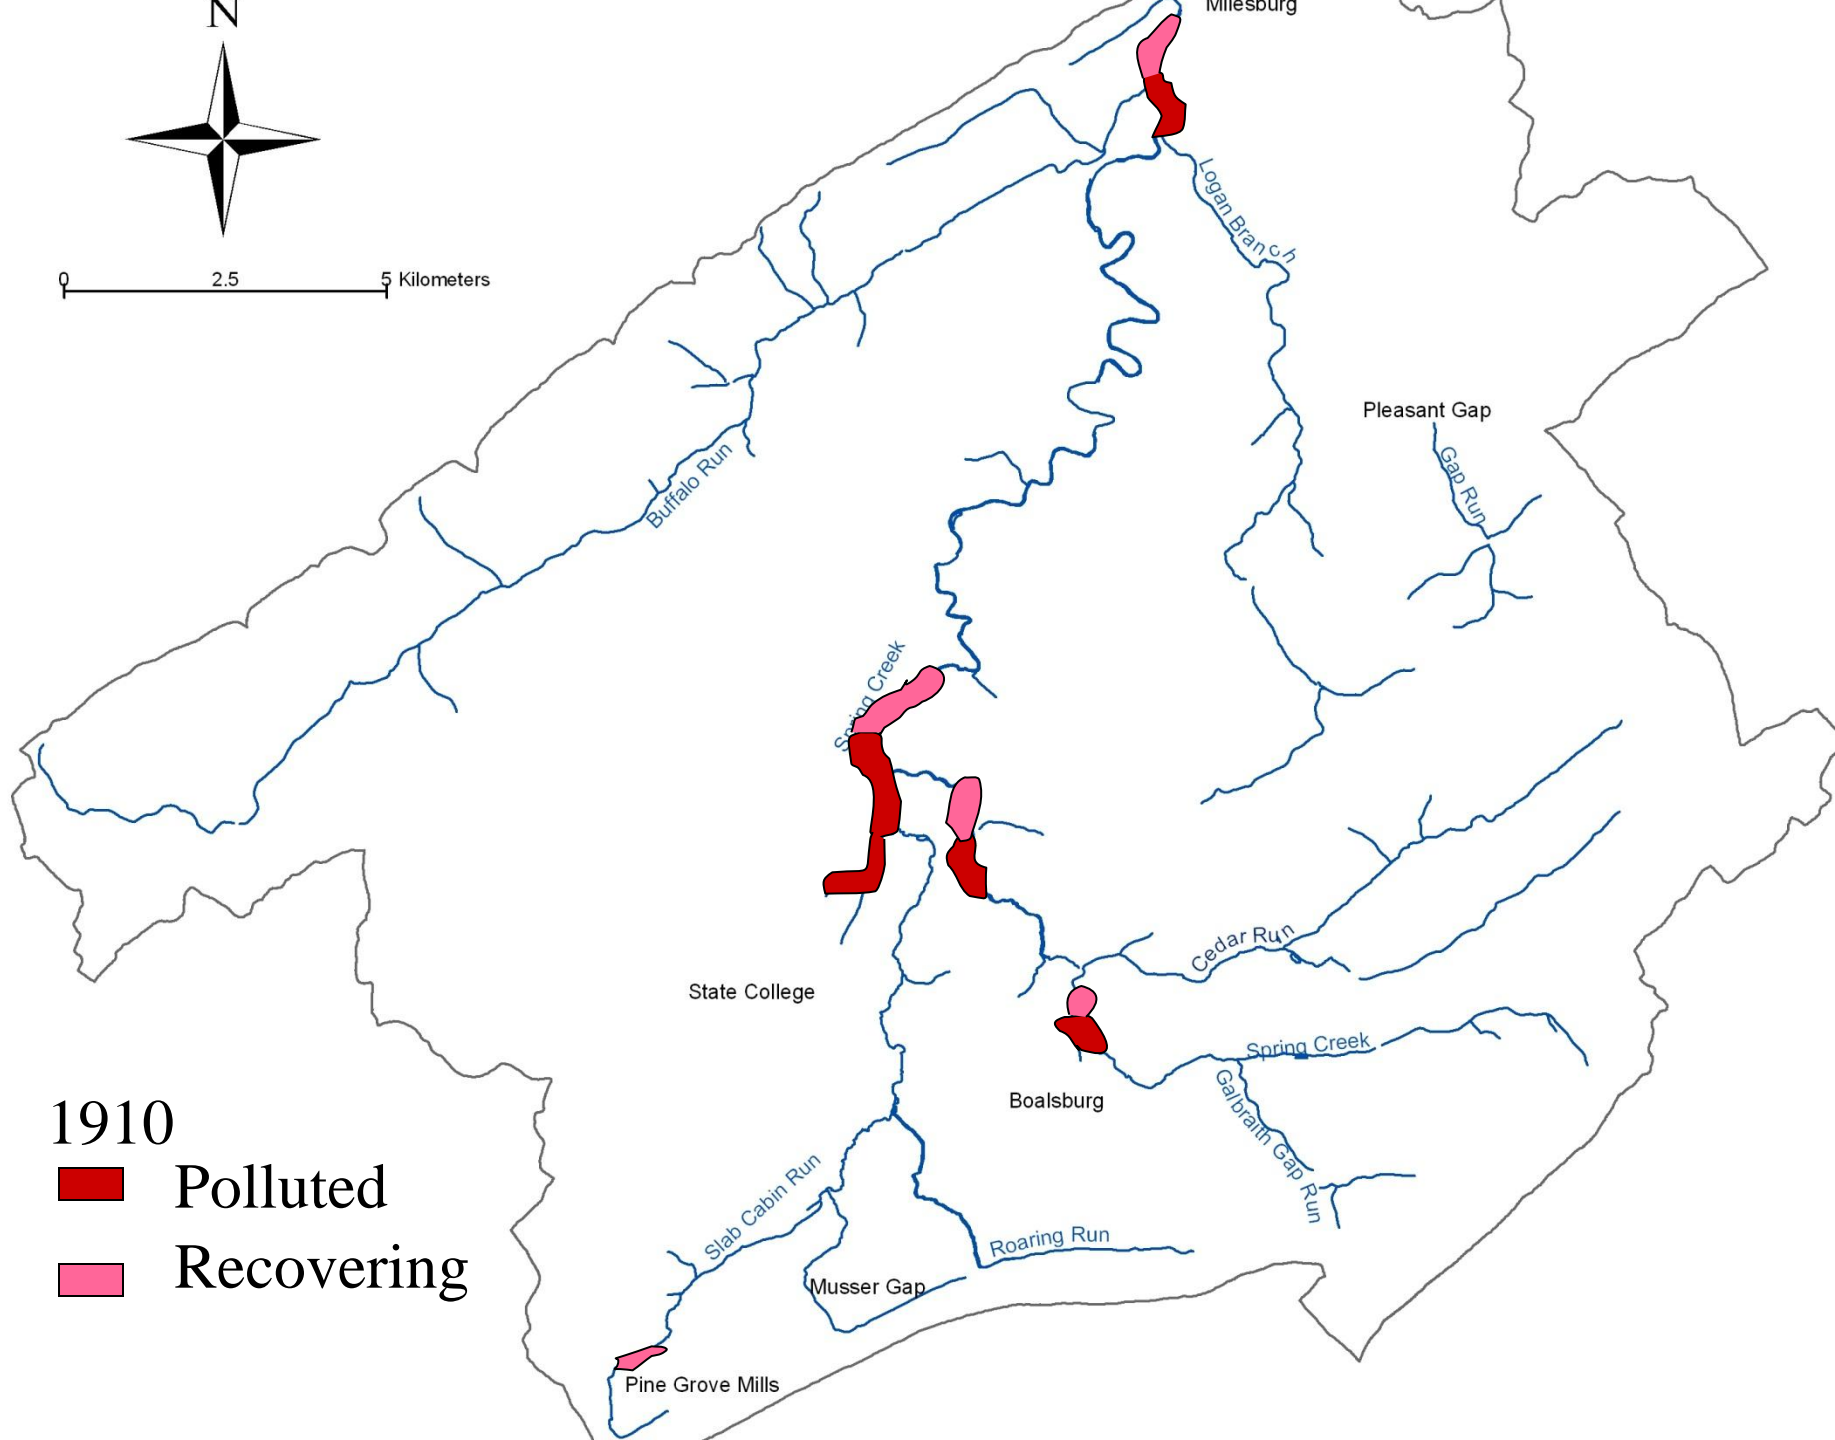 N
Milesburg
Logan Branch
0 2.5 5 Kilometers
Pleasant Gap
Gap Run
Buffalo Run
Spring Creek
Cedar Run
State College
Spring Creek
Boalsburg
Galbraith Gap Run
1910
Polluted
Recovering
Slab Cabin Run
Roaring Run
Musser Gap
Pine Grove Mills